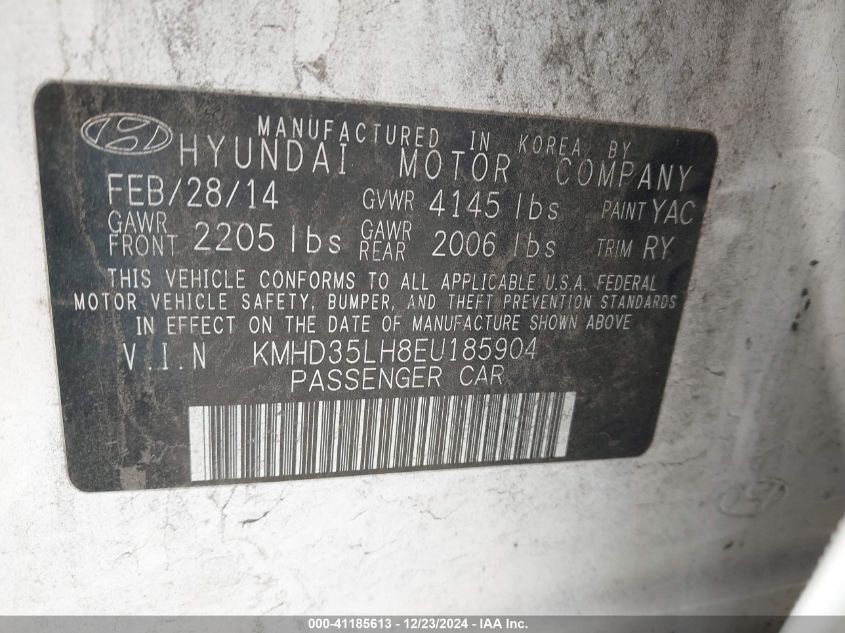 MANUFACTURED IN KOREA BY
HYUNDAI MOTOR COMPANY
FEB/28/14 GVWR 4145 lbs PAINT YAC
GAWR FRONT 2205 lbs GAWR REAR 2006 lbs TRIM RY
THIS VEHICLE CONFORMS TO ALL APPLICABLE U.S.A. FEDERAL
MOTOR VEHICLE SAFETY, BUMPER, AND THEFT PREVENTION STANDARDS
IN EFFECT ON THE DATE OF MANUFACTURE SHOWN ABOVE
V.I.N KMHD35LH8EU185904
PASSENGER CAR
000-41185613 - 12/23/2024 - IAA Inc.